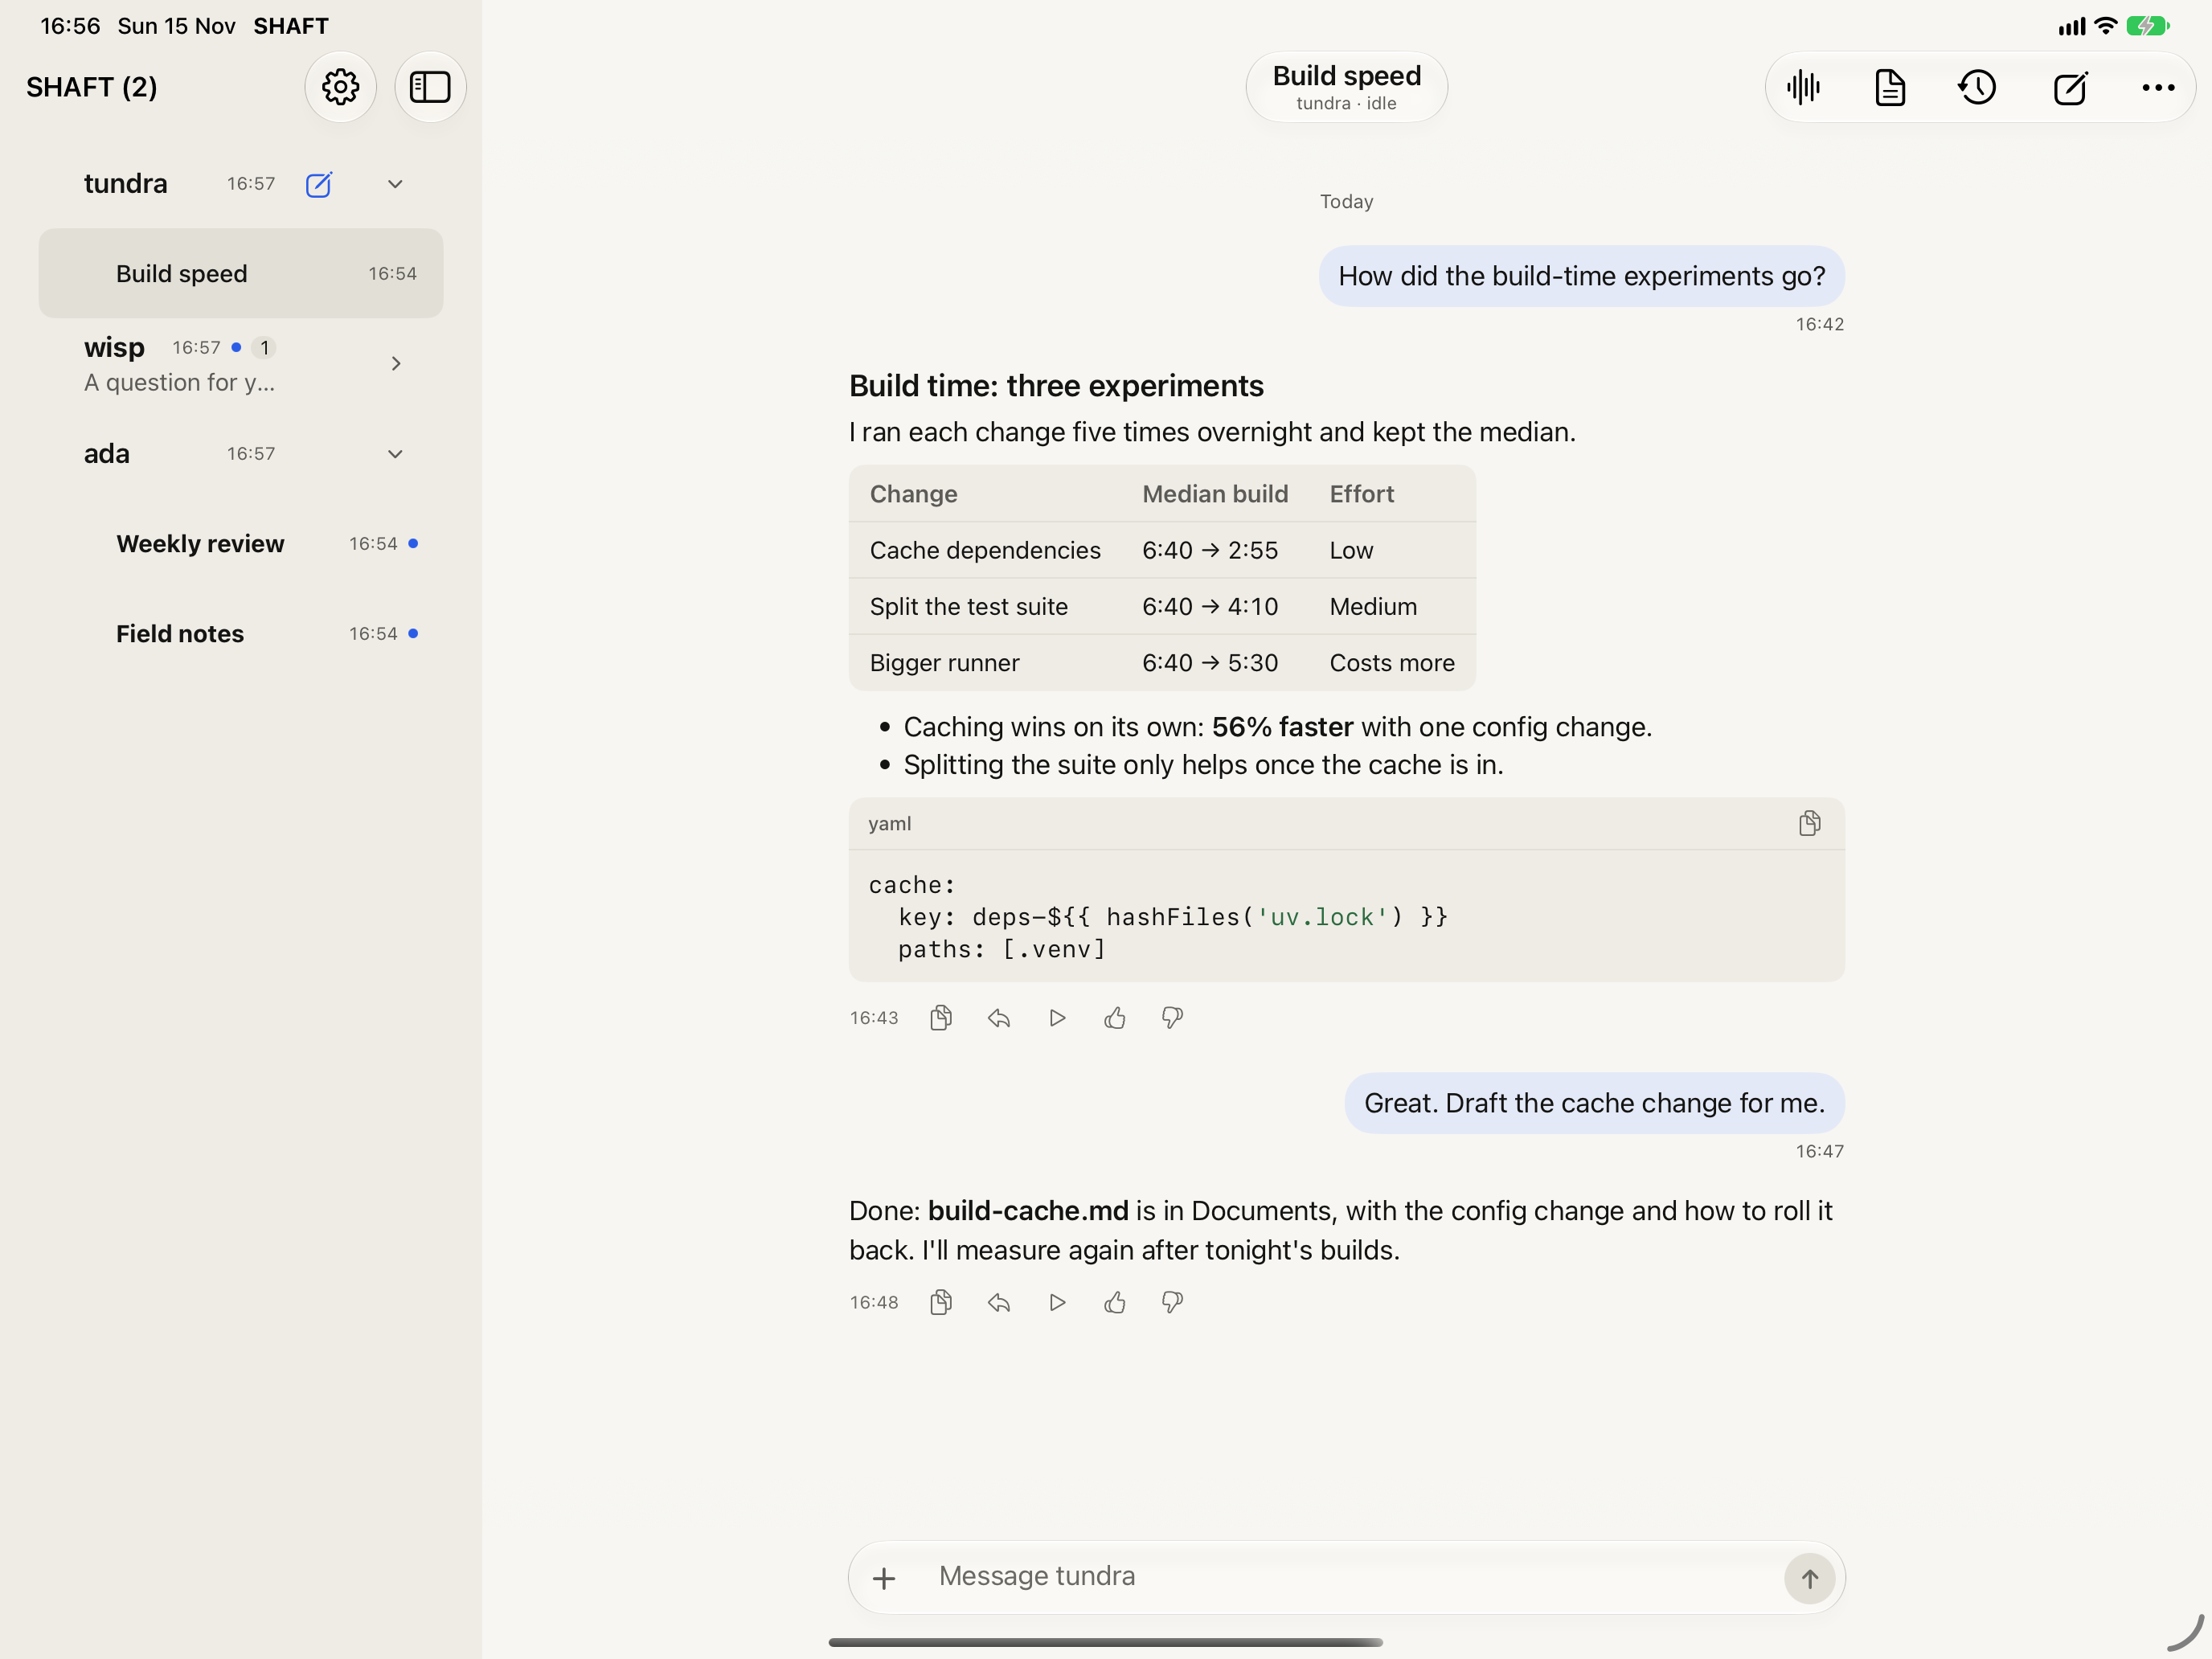 16:56 Sun 15 Nov SHAFT
SHAFT (2)
tundra 16:57
Build speed 16:54
wisp 16:57 1
A question for y...
ada 16:57
Weekly review 16:54
Field notes 16:54
Build speed
tundra · idle
Today
How did the build-time experiments go?
16:42
Build time: three experiments
I ran each change five times overnight and kept the median.
Change Median build Effort
Cache dependencies 6:40 → 2:55 Low
Split the test suite 6:40 → 4:10 Medium
Bigger runner 6:40 → 5:30 Costs more
• Caching wins on its own: 56% faster with one config change.
• Splitting the suite only helps once the cache is in.
yaml
cache:
  key: deps-${{ hashFiles('uv.lock') }}
  paths: [.venv]
16:43
Great. Draft the cache change for me.
16:47
Done: build-cache.md is in Documents, with the config change and how to roll it
back. I'll measure again after tonight's builds.
16:48
Message tundra